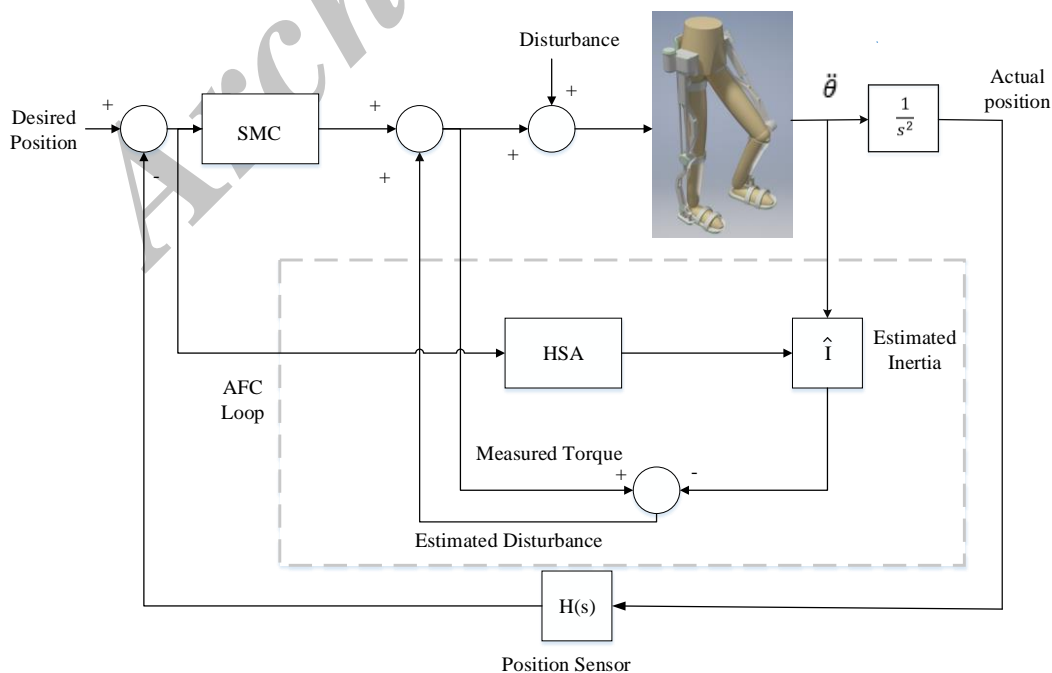 Arch
Disturbance
+
θ̈
Actual
position
Desired
Position
+
-
SMC
+
+
+
1
s²
AFC
Loop
HSA
Î
Estimated
Inertia
Measured Torque
+
-
Estimated Disturbance
H(s)
Position Sensor